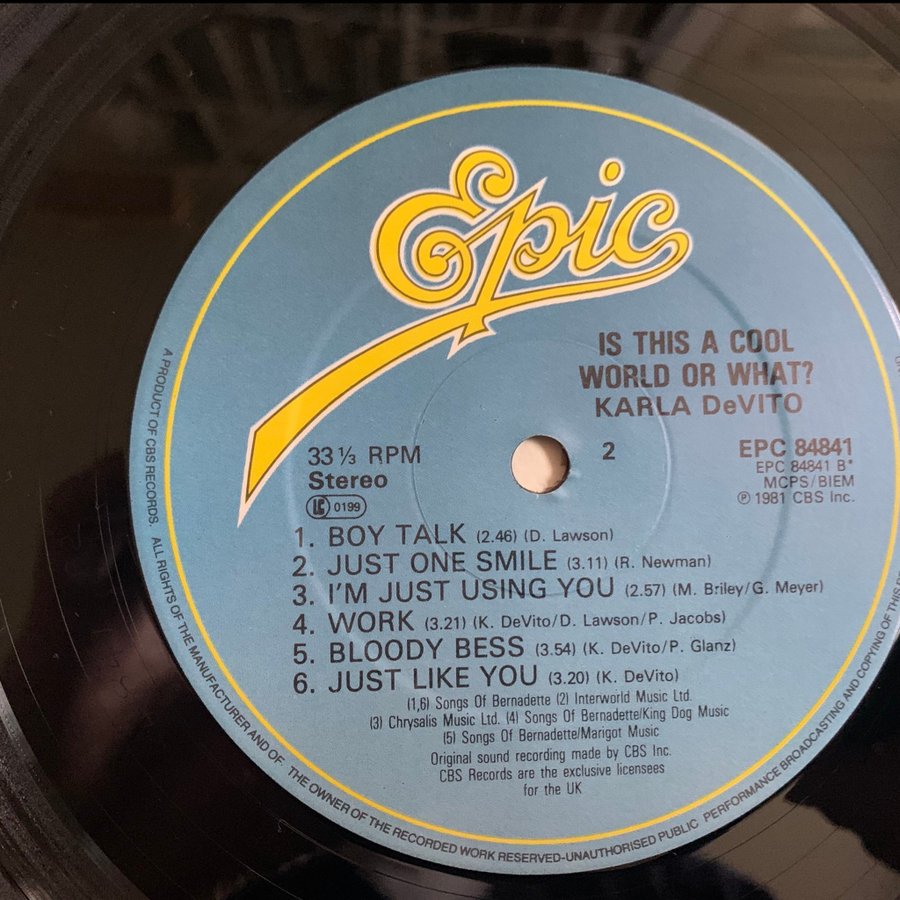 Epic
IS THIS A COOL
WORLD OR WHAT?
KARLA DeVITO
33 1/3 RPM
Stereo
LC 0199
2
EPC 84841
EPC 84841 B*
MCPS/BIEM
℗ 1981 CBS Inc.
1. BOY TALK (2.46) (D. Lawson)
2. JUST ONE SMILE (3.11) (R. Newman)
3. I'M JUST USING YOU (2.57) (M. Briley/G. Meyer)
4. WORK (3.21) (K. DeVito/D. Lawson/P. Jacobs)
5. BLOODY BESS (3.54) (K. DeVito/P. Glanz)
6. JUST LIKE YOU (3.20) (K. DeVito)
(1,6) Songs Of Bernadette (2) Interworld Music Ltd.
(3) Chrysalis Music Ltd. (4) Songs Of Bernadette/King Dog Music
(5) Songs Of Bernadette/Marigot Music
Original sound recording made by CBS Inc.
CBS Records are the exclusive licensees
for the UK
A PRODUCT OF CBS RECORDS. ALL RIGHTS OF THE MANUFACTURER AND OF THE OWNER OF THE RECORDED WORK RESERVED-UNAUTHORISED PUBLIC PERFORMANCE BROADCASTING AND COPYING OF THIS